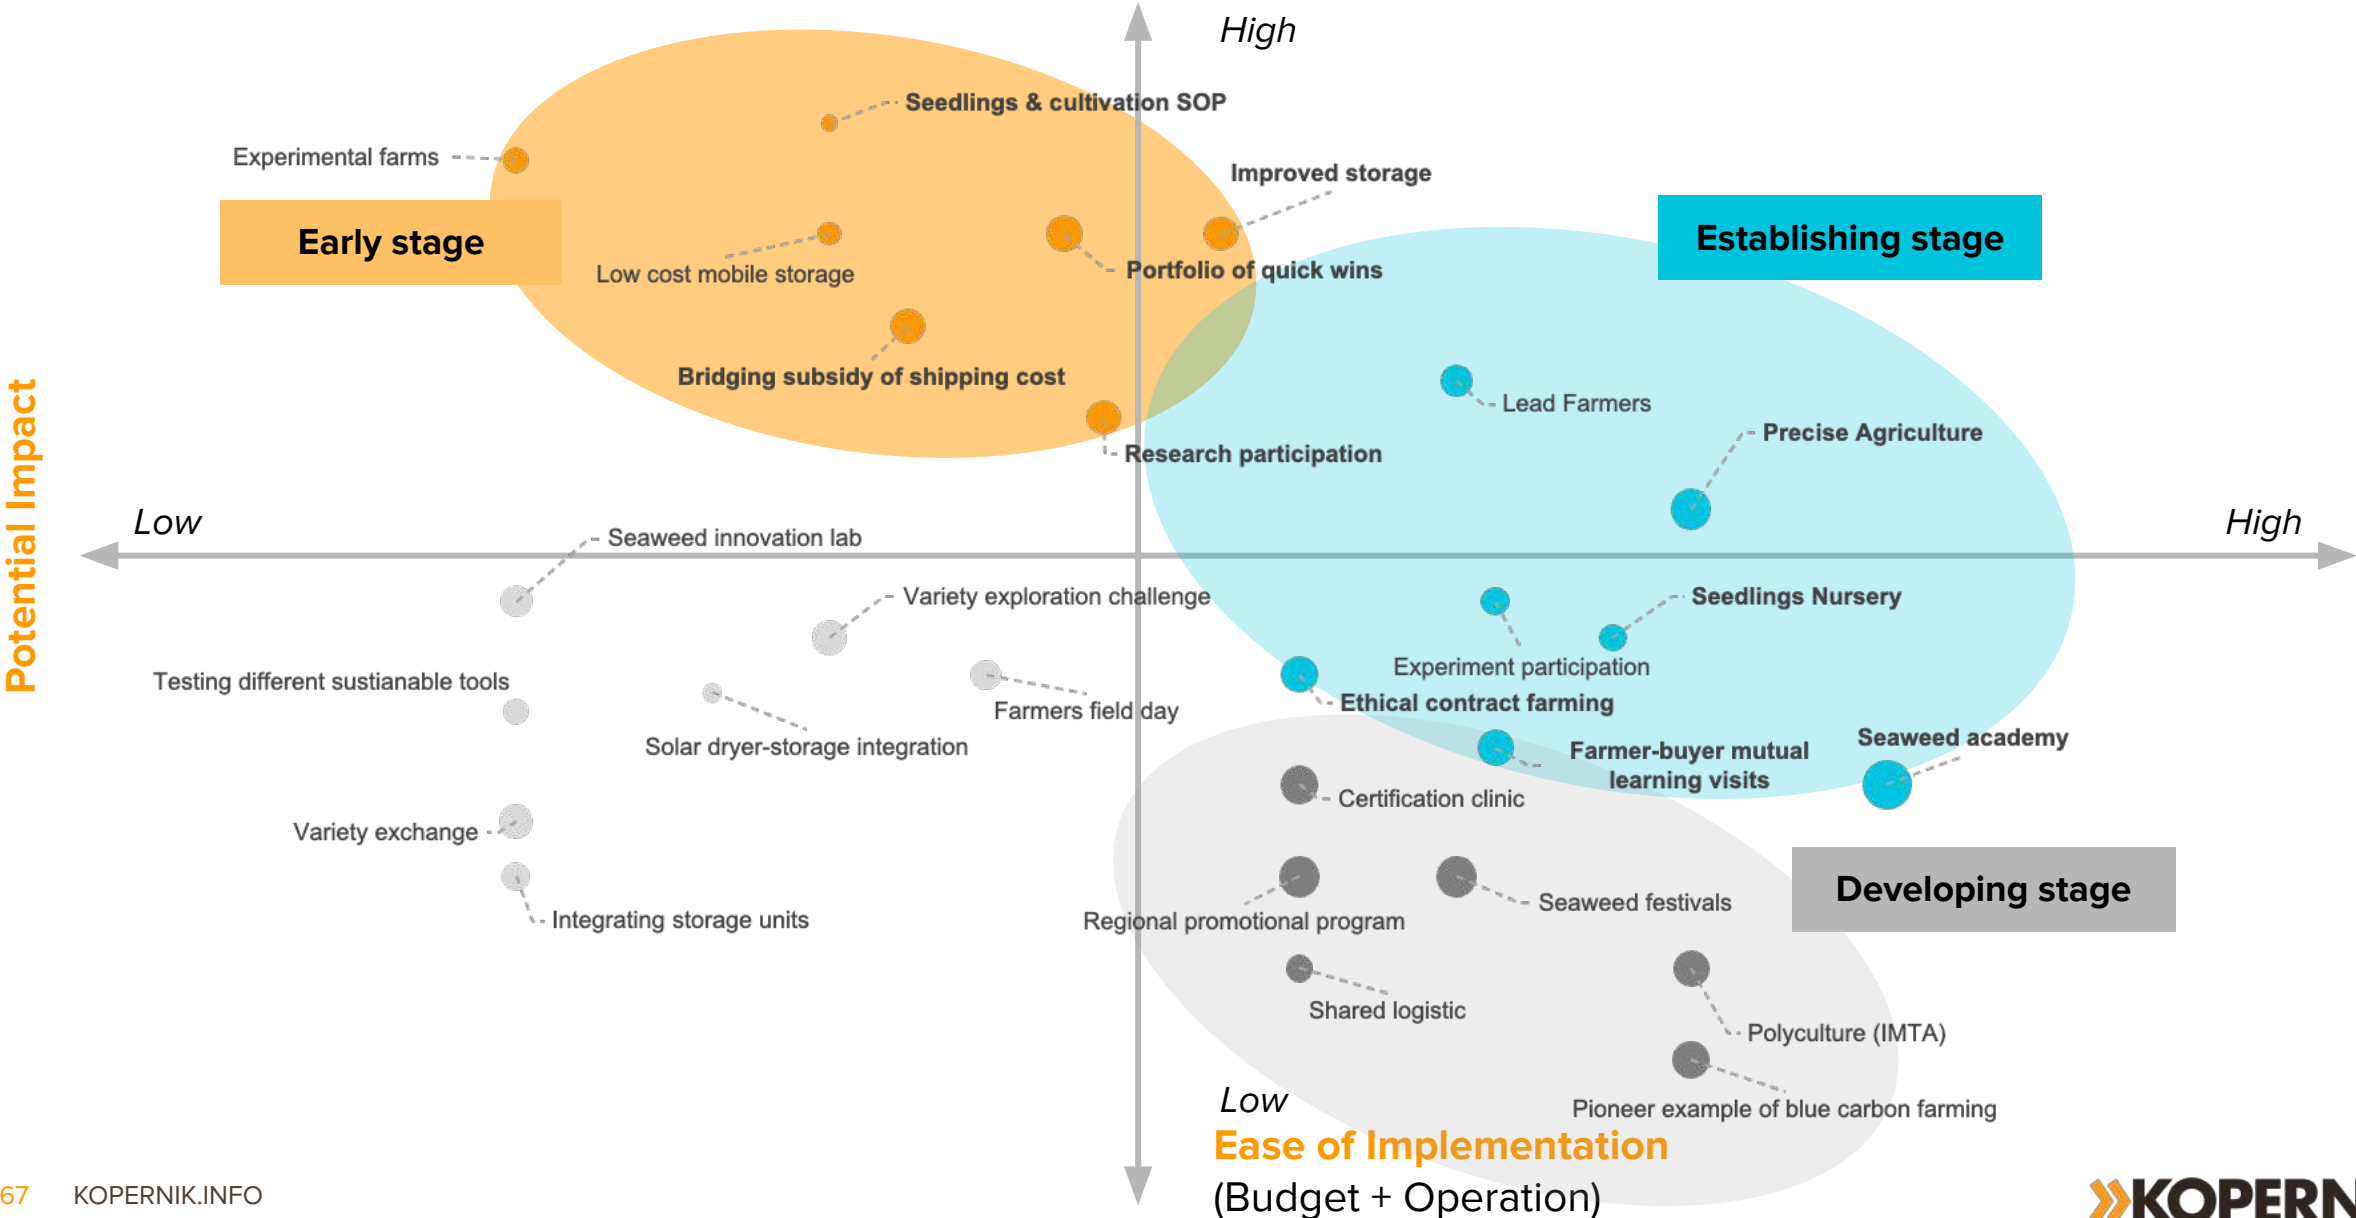 High
Seedlings & cultivation SOP
Experimental farms
Improved storage
Early stage
Establishing stage
Low cost mobile storage
Portfolio of quick wins
Bridging subsidy of shipping cost
Lead Farmers
Precise Agriculture
Research participation
Potential Impact
Low
High
Seaweed innovation lab
Variety exploration challenge
Seedlings Nursery
Experiment participation
Testing different sustianable tools
Farmers field day
Ethical contract farming
Solar dryer-storage integration
Farmer-buyer mutual
learning visits
Seaweed academy
Certification clinic
Variety exchange
Developing stage
Integrating storage units
Regional promotional program
Seaweed festivals
Shared logistic
Polyculture (IMTA)
Low
Pioneer example of blue carbon farming
Ease of Implementation
(Budget + Operation)
67 KOPERNIK.INFO
KOPERN